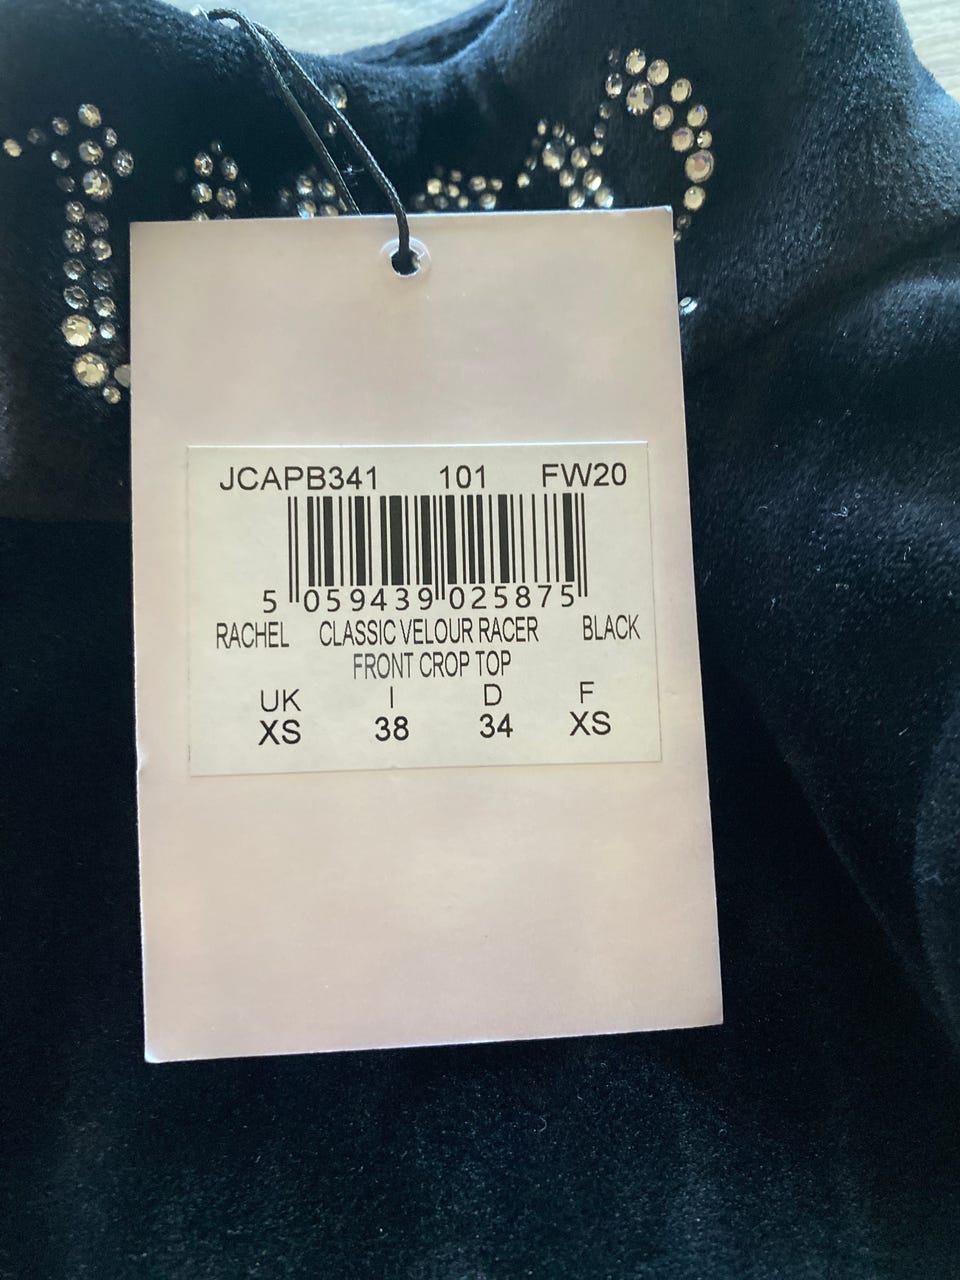 JCAPB341 101 FW20
5 059439 025875
RACHEL CLASSIC VELOUR RACER BLACK
FRONT CROP TOP
UK I D F
XS 38 34 XS